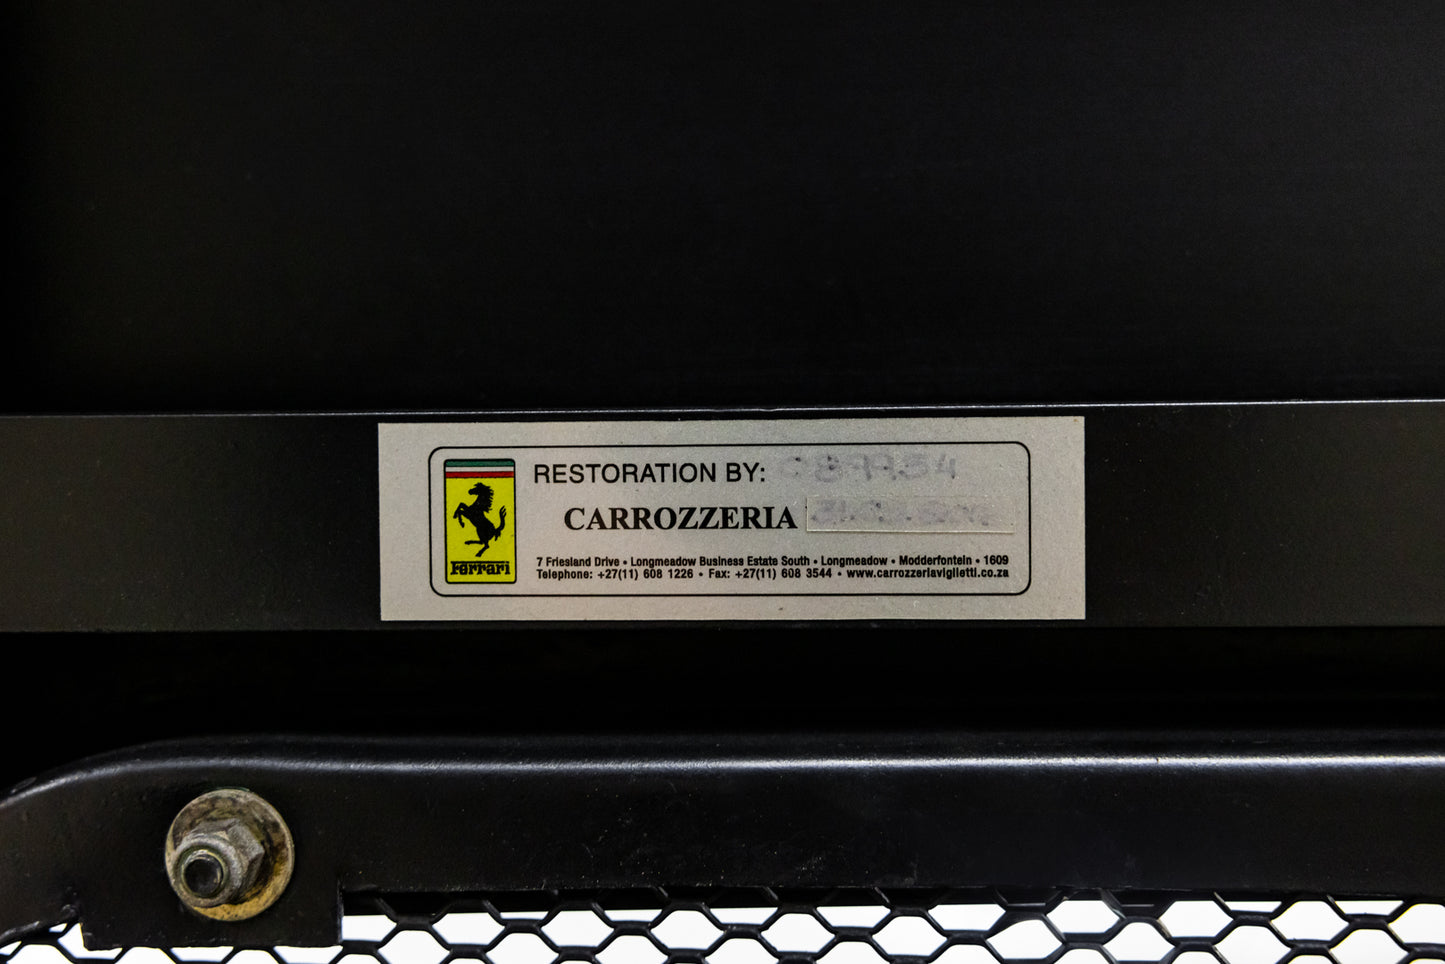 RESTORATION BY:
CARROZZERIA
Ferrari
7 Friesland Drive • Longmeadow Business Estate South • Longmeadow • Modderfontein • 1609
Telephone: +27(11) 608 1226 • Fax: +27(11) 608 3544 • www.carrozzeriaviglietti.co.za